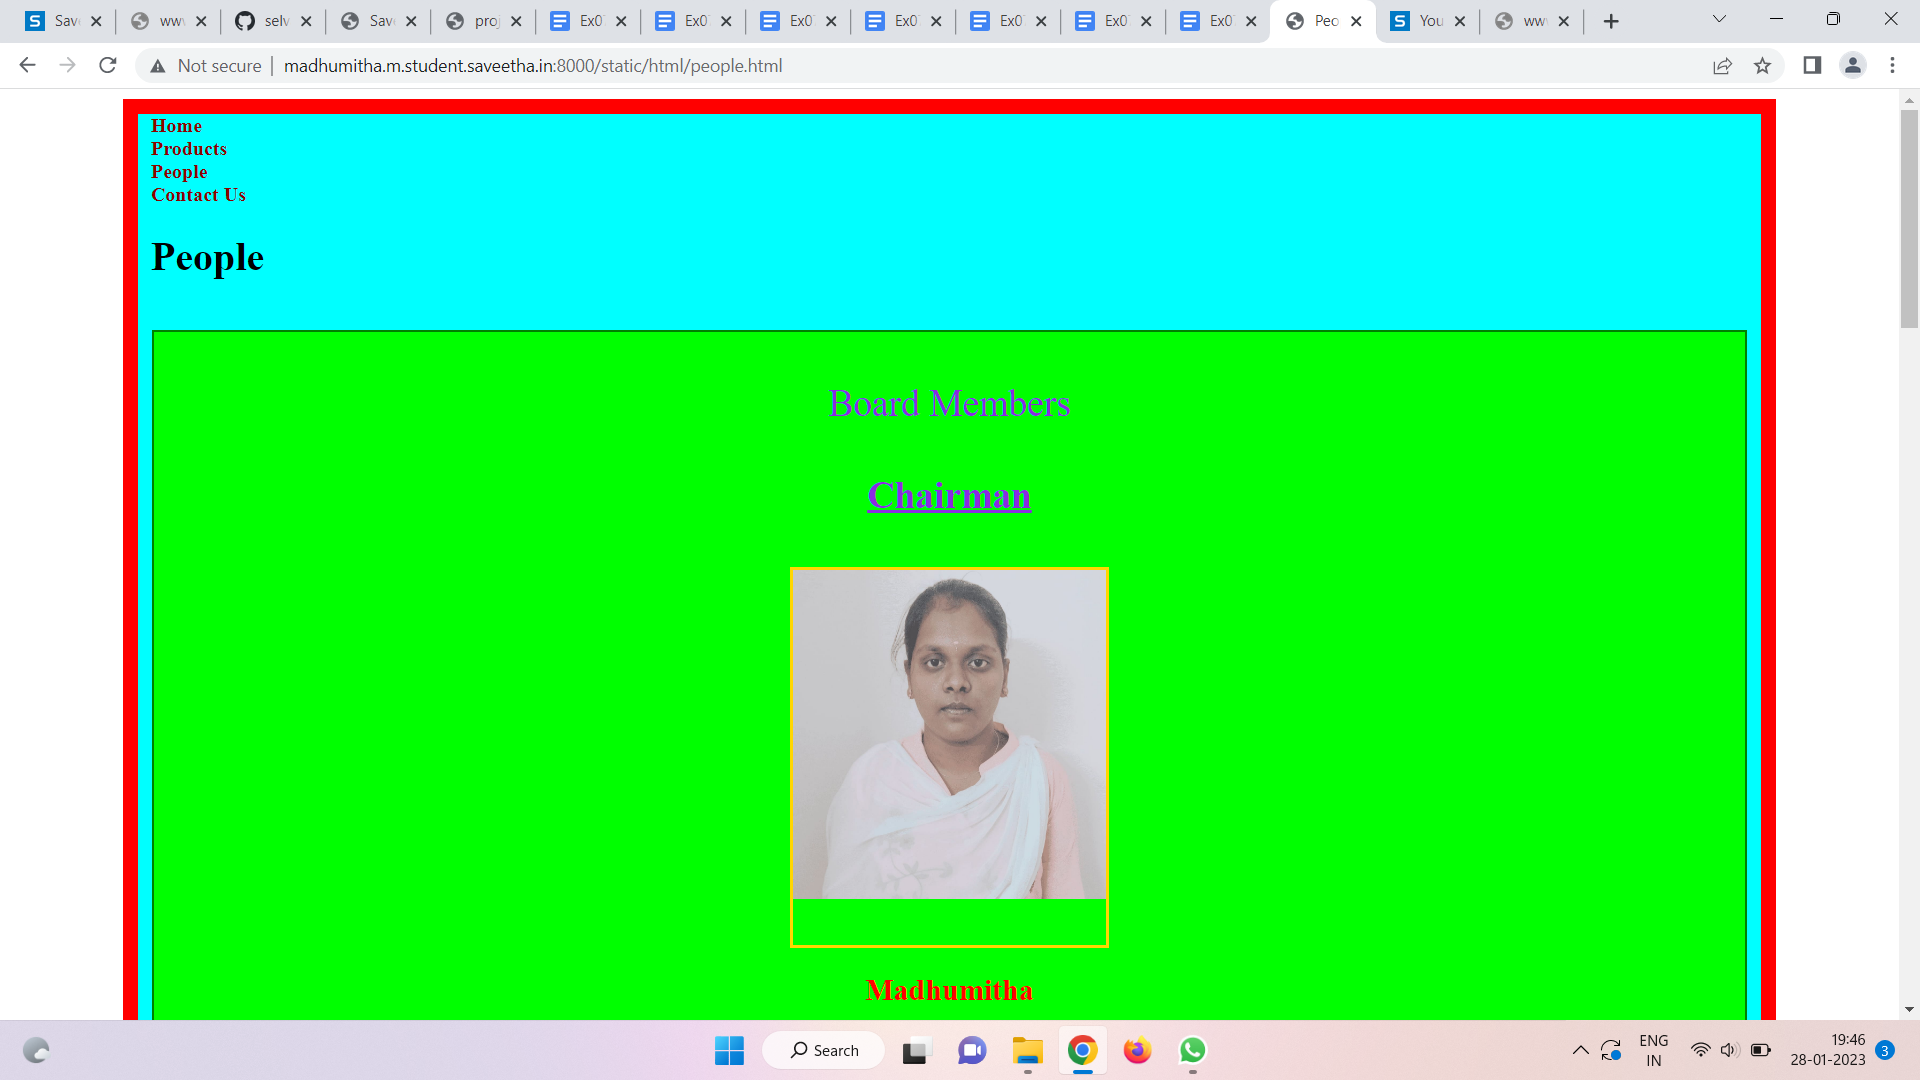 Sav
ww
selv
Sav
pro
Ex0
Ex0
Ex0
Ex0
Ex0
Ex0
Ex0
Peo
You
ww
Not secure
madhumitha.m.student.saveetha.in:8000/static/html/people.html
Home
Products
People
Contact Us
People
Board Members
Chairman
Madhumitha
Search
ENG
IN
19:46
28-01-2023
3